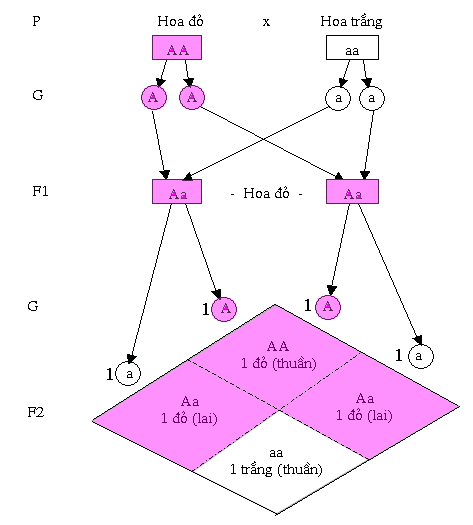 P Hoa đỏ x Hoa trắng
AA aa
G A A a a
F1 Aa - Hoa đỏ - Aa
G 1 A 1 A
1 a 1 a
AA
1 đỏ (thuần)
F2 Aa Aa
1 đỏ (lai) 1 đỏ (lai)
aa
1 trắng (thuần)